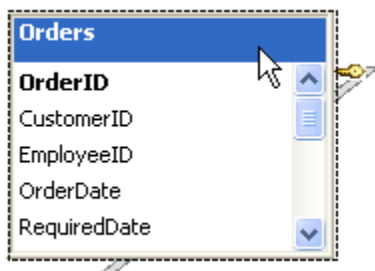 Orders
OrderID
CustomerID
EmployeeID
OrderDate
RequiredDate